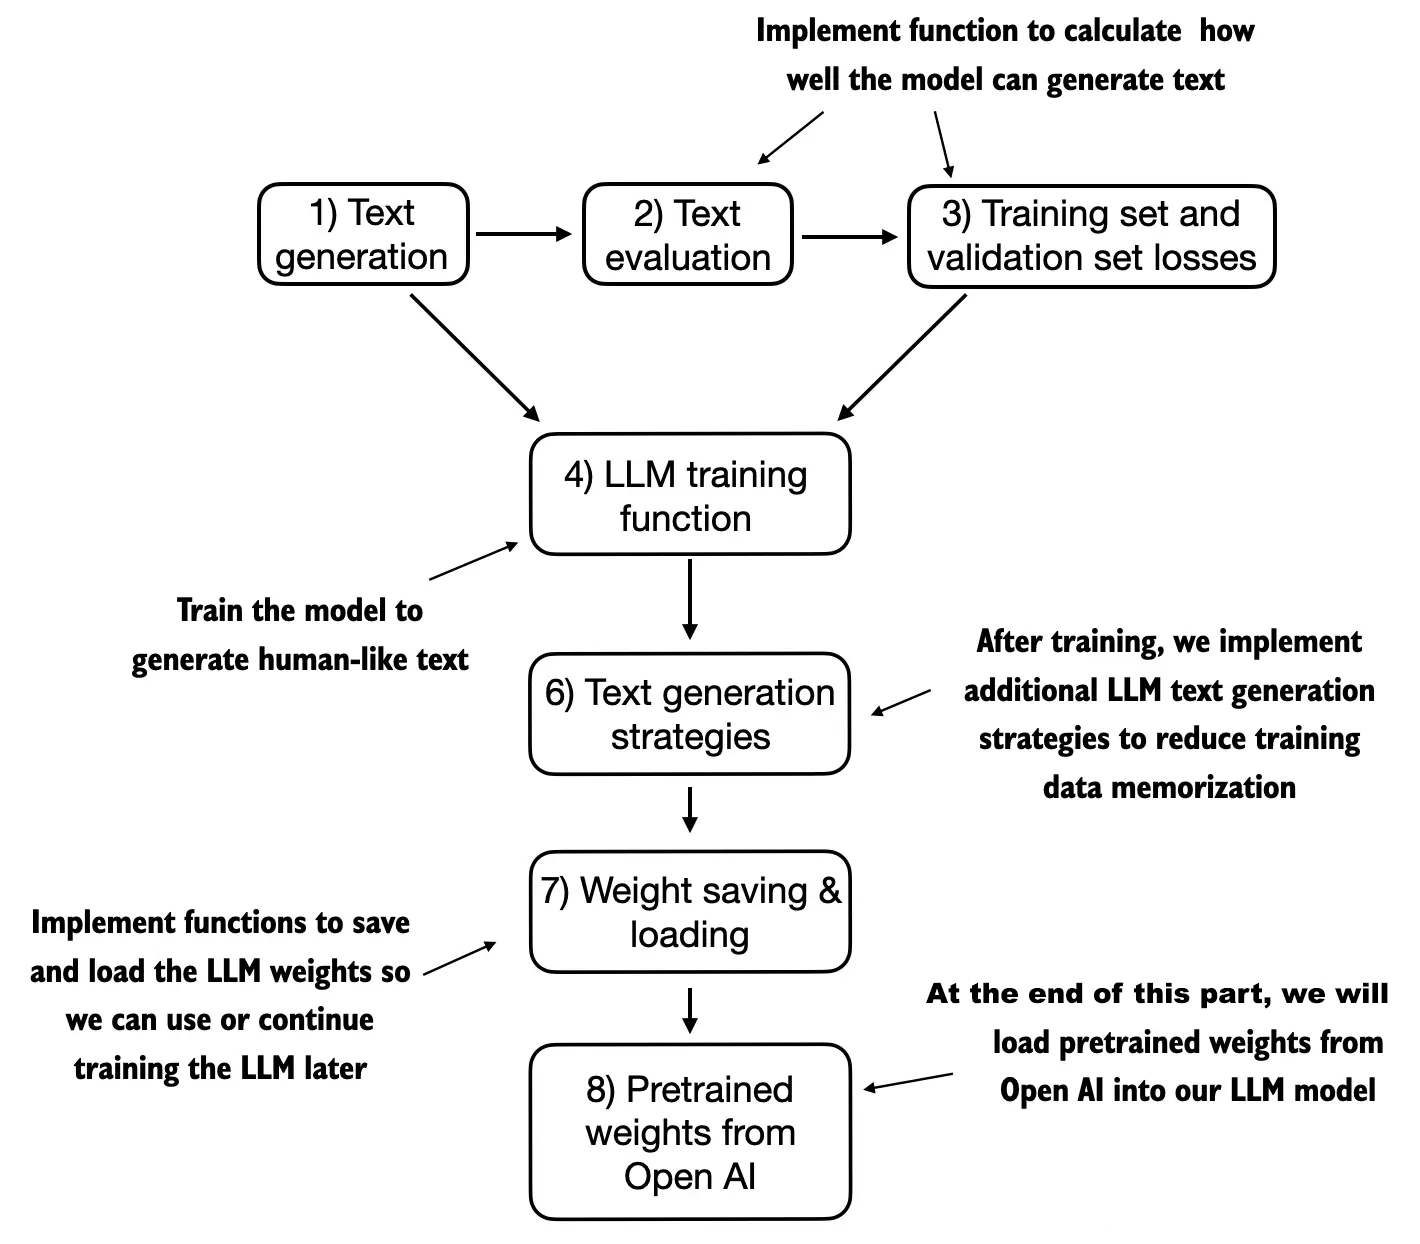 Implement function to calculate how
well the model can generate text
1) Text
generation
2) Text
evaluation
3) Training set and
validation set losses
4) LLM training
function
Train the model to
generate human-like text
6) Text generation
strategies
After training, we implement
additional LLM text generation
strategies to reduce training
data memorization
7) Weight saving &
loading
Implement functions to save
and load the LLM weights so
we can use or continue
training the LLM later
8) Pretrained
weights from
Open AI
At the end of this part, we will
load pretrained weights from
Open AI into our LLM model